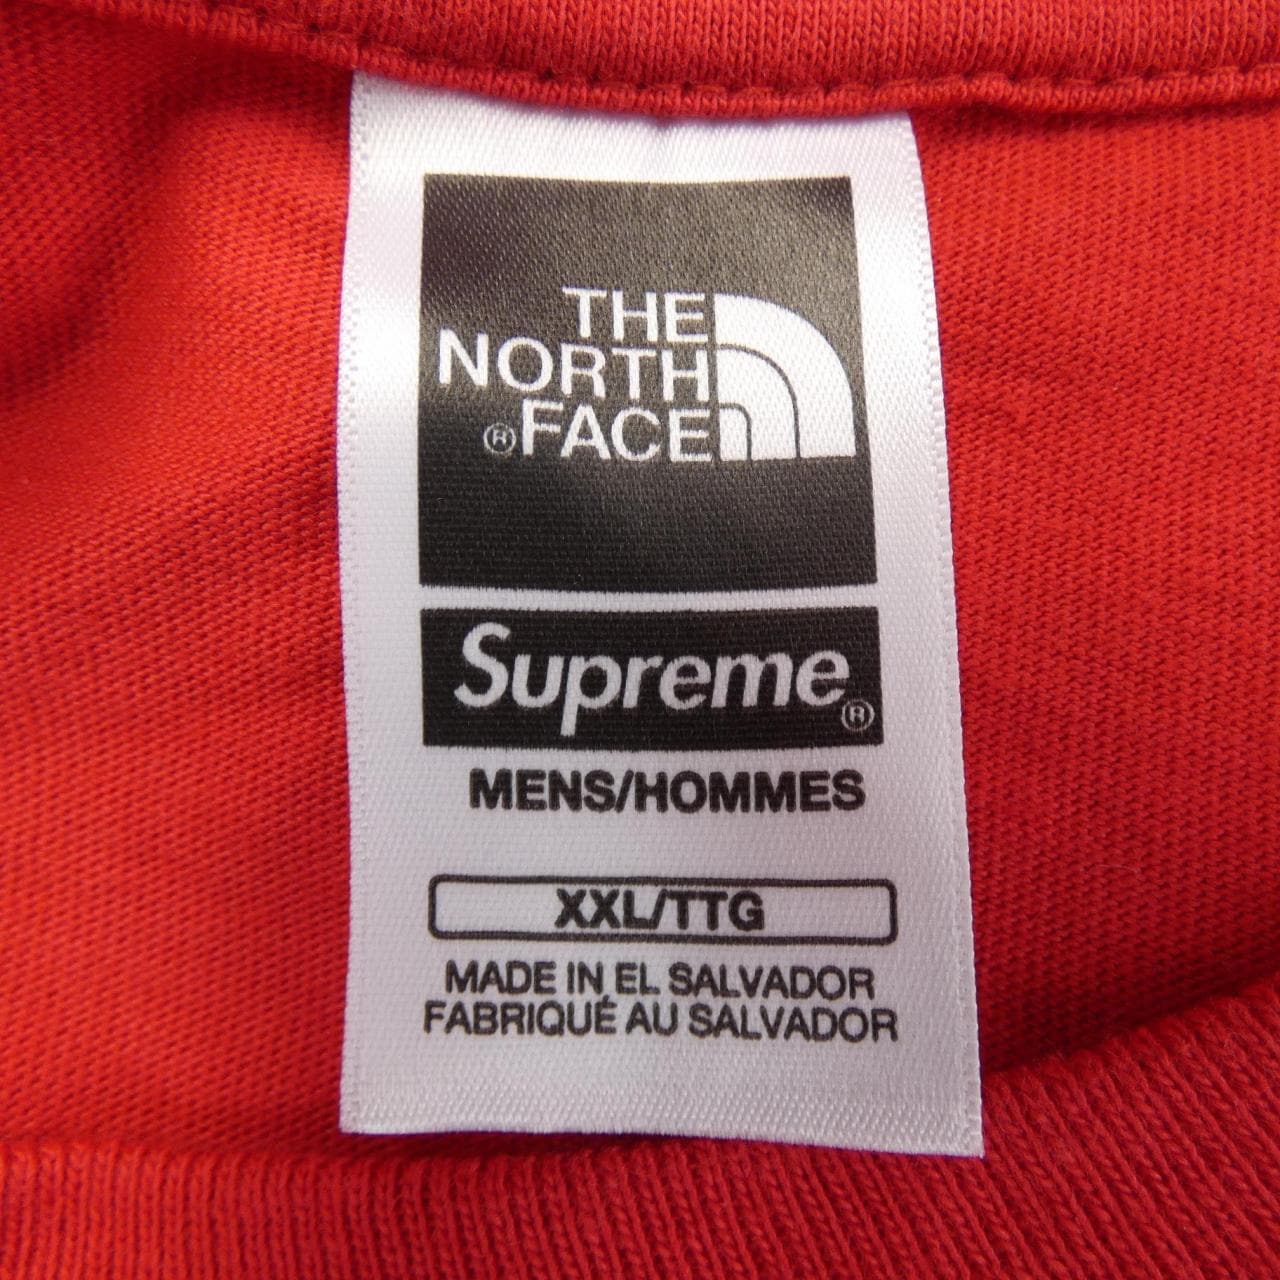 THE
NORTH
®FACE
Supreme®
MENS/HOMMES
XXL/TTG
MADE IN EL SALVADOR
FABRIQUÉ AU SALVADOR